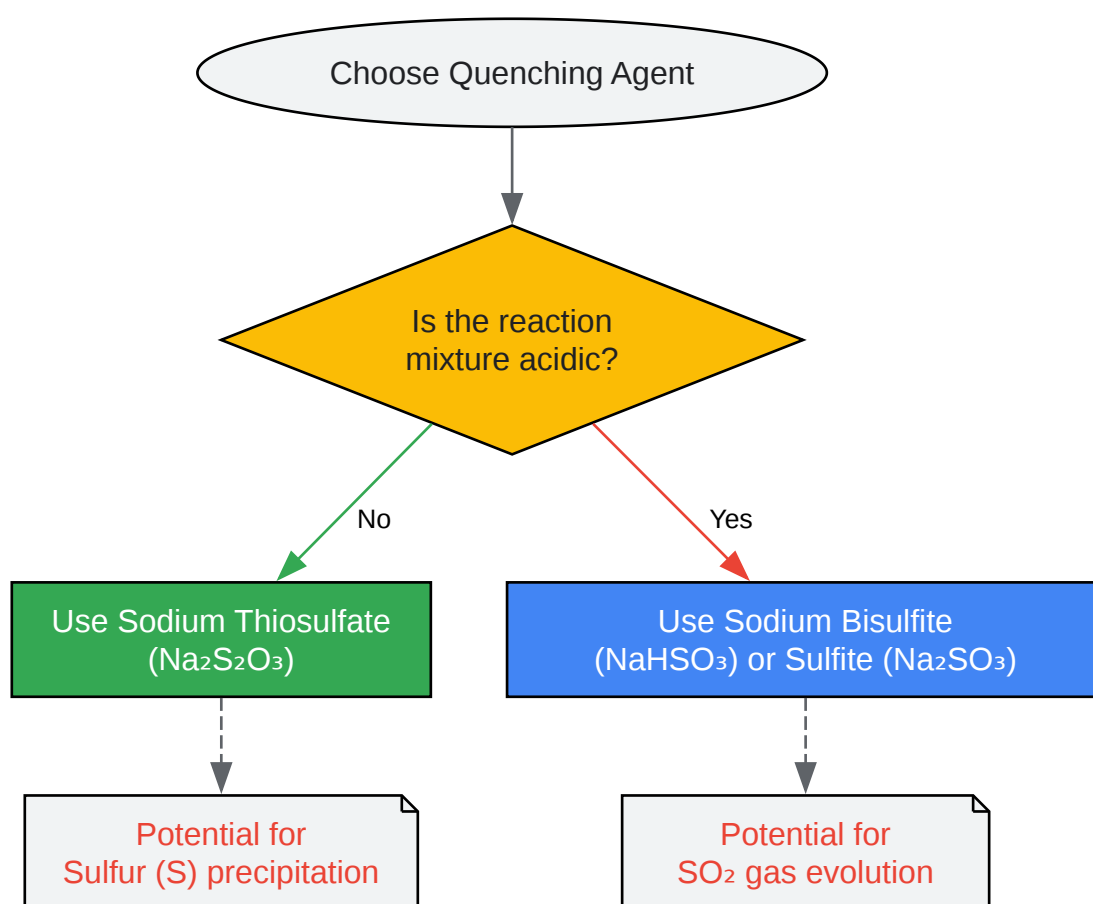 Choose Quenching Agent
Is the reaction
mixture acidic?
No
Yes
Use Sodium Thiosulfate
(Na₂S₂O₃)
Use Sodium Bisulfite
(NaHSO₃) or Sulfite (Na₂SO₃)
Potential for
Sulfur (S) precipitation
Potential for
SO₂ gas evolution